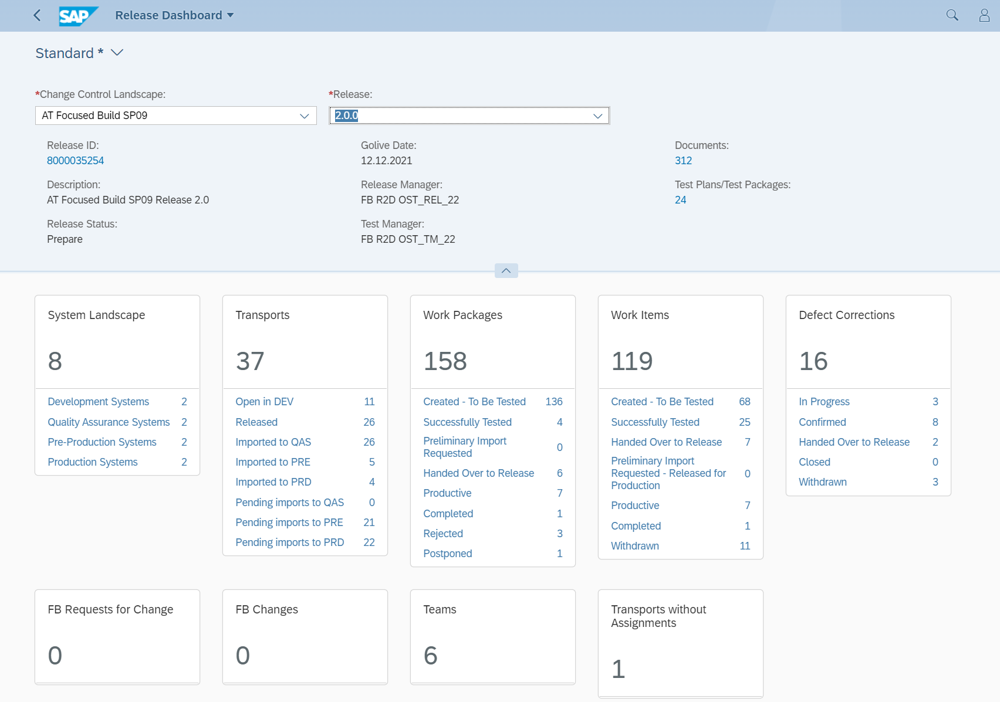 SAP Release Dashboard
Standard *
*Change Control Landscape: *Release:
AT Focused Build SP09 2.0.0
Release ID: Golive Date: Documents:
8000035254 12.12.2021 312
Description: Release Manager: Test Plans/Test Packages:
AT Focused Build SP09 Release 2.0 FB R2D OST_REL_22 24
Release Status: Test Manager:
Prepare FB R2D OST_TM_22
System Landscape
8
Development Systems 2
Quality Assurance Systems 2
Pre-Production Systems 2
Production Systems 2
Transports
37
Open in DEV 11
Released 26
Imported to QAS 26
Imported to PRE 5
Imported to PRD 4
Pending imports to QAS 0
Pending imports to PRE 21
Pending imports to PRD 22
Work Packages
158
Created - To Be Tested 136
Successfully Tested 4
Preliminary Import
Requested 0
Handed Over to Release 6
Productive 7
Completed 1
Rejected 3
Postponed 1
Work Items
119
Created - To Be Tested 68
Successfully Tested 25
Handed Over to Release 7
Preliminary Import
Requested - Released for 0
Production
Productive 7
Completed 1
Withdrawn 11
Defect Corrections
16
In Progress 3
Confirmed 8
Handed Over to Release 2
Closed 0
Withdrawn 3
FB Requests for Change
0
FB Changes
0
Teams
6
Transports without
Assignments
1